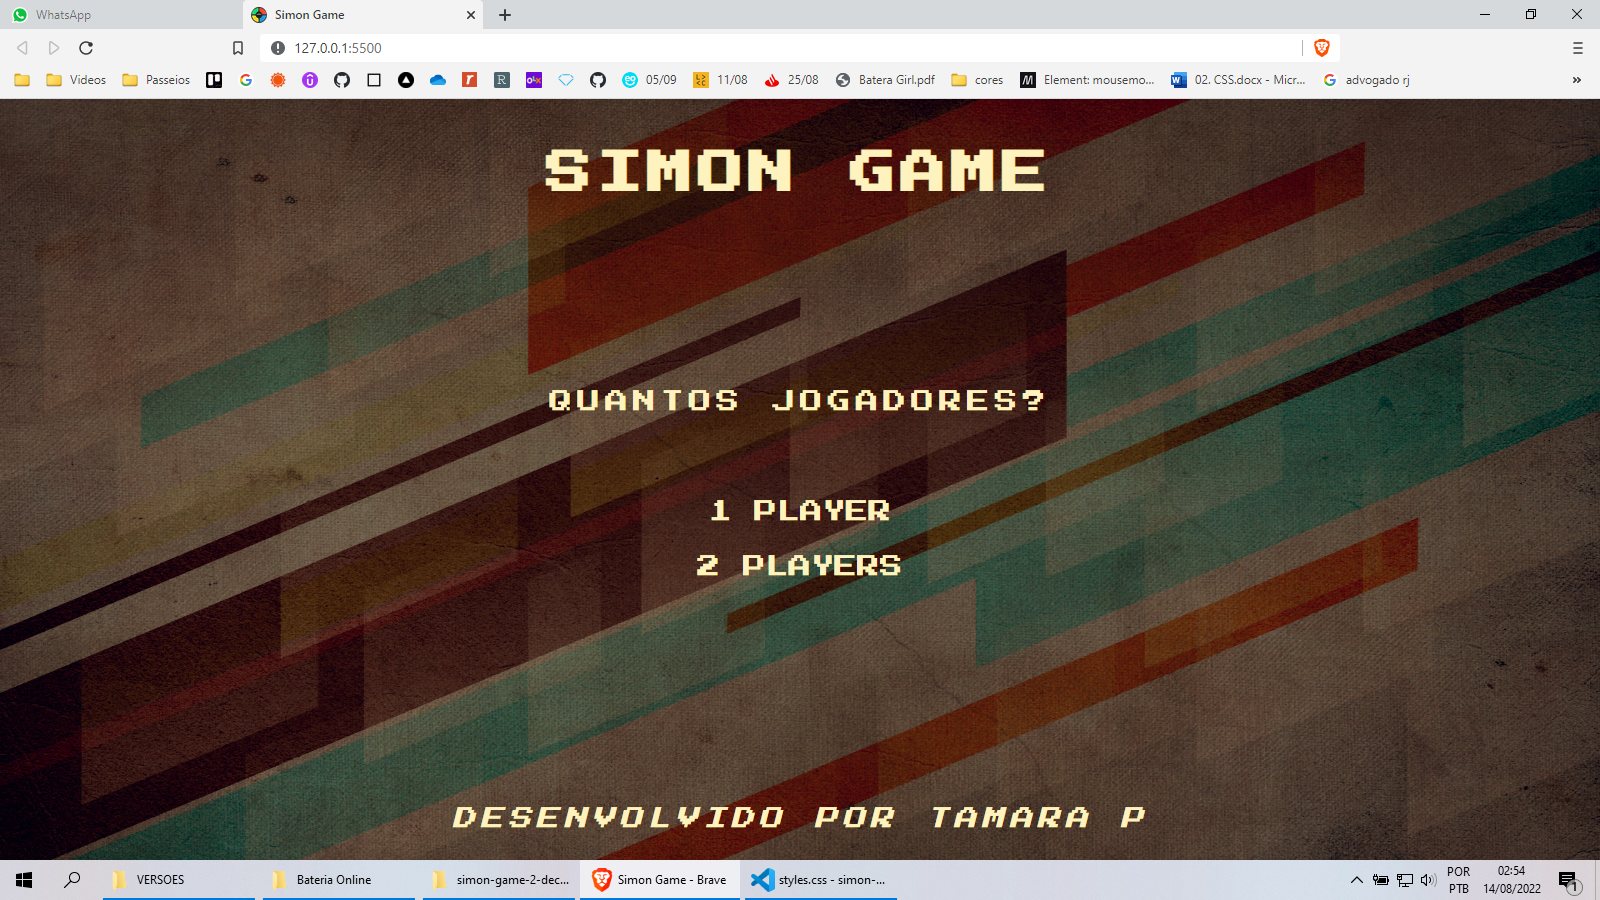 WhatsApp
Simon Game
127.0.0.1:5500
Videos
Passeios
05/09
11/08
25/08
Batera Girl.pdf
cores
Element: mousemo...
02. CSS.docx - Micr...
advogado rj
SIMON GAME
QUANTOS JOGADORES?
1 PLAYER
2 PLAYERS
DESENVOLVIDO POR TAMARA P
VERSOES
Bateria Online
simon-game-2-dec...
Simon Game - Brave
styles.css - simon-...
POR
PTB
02:54
14/08/2022
1